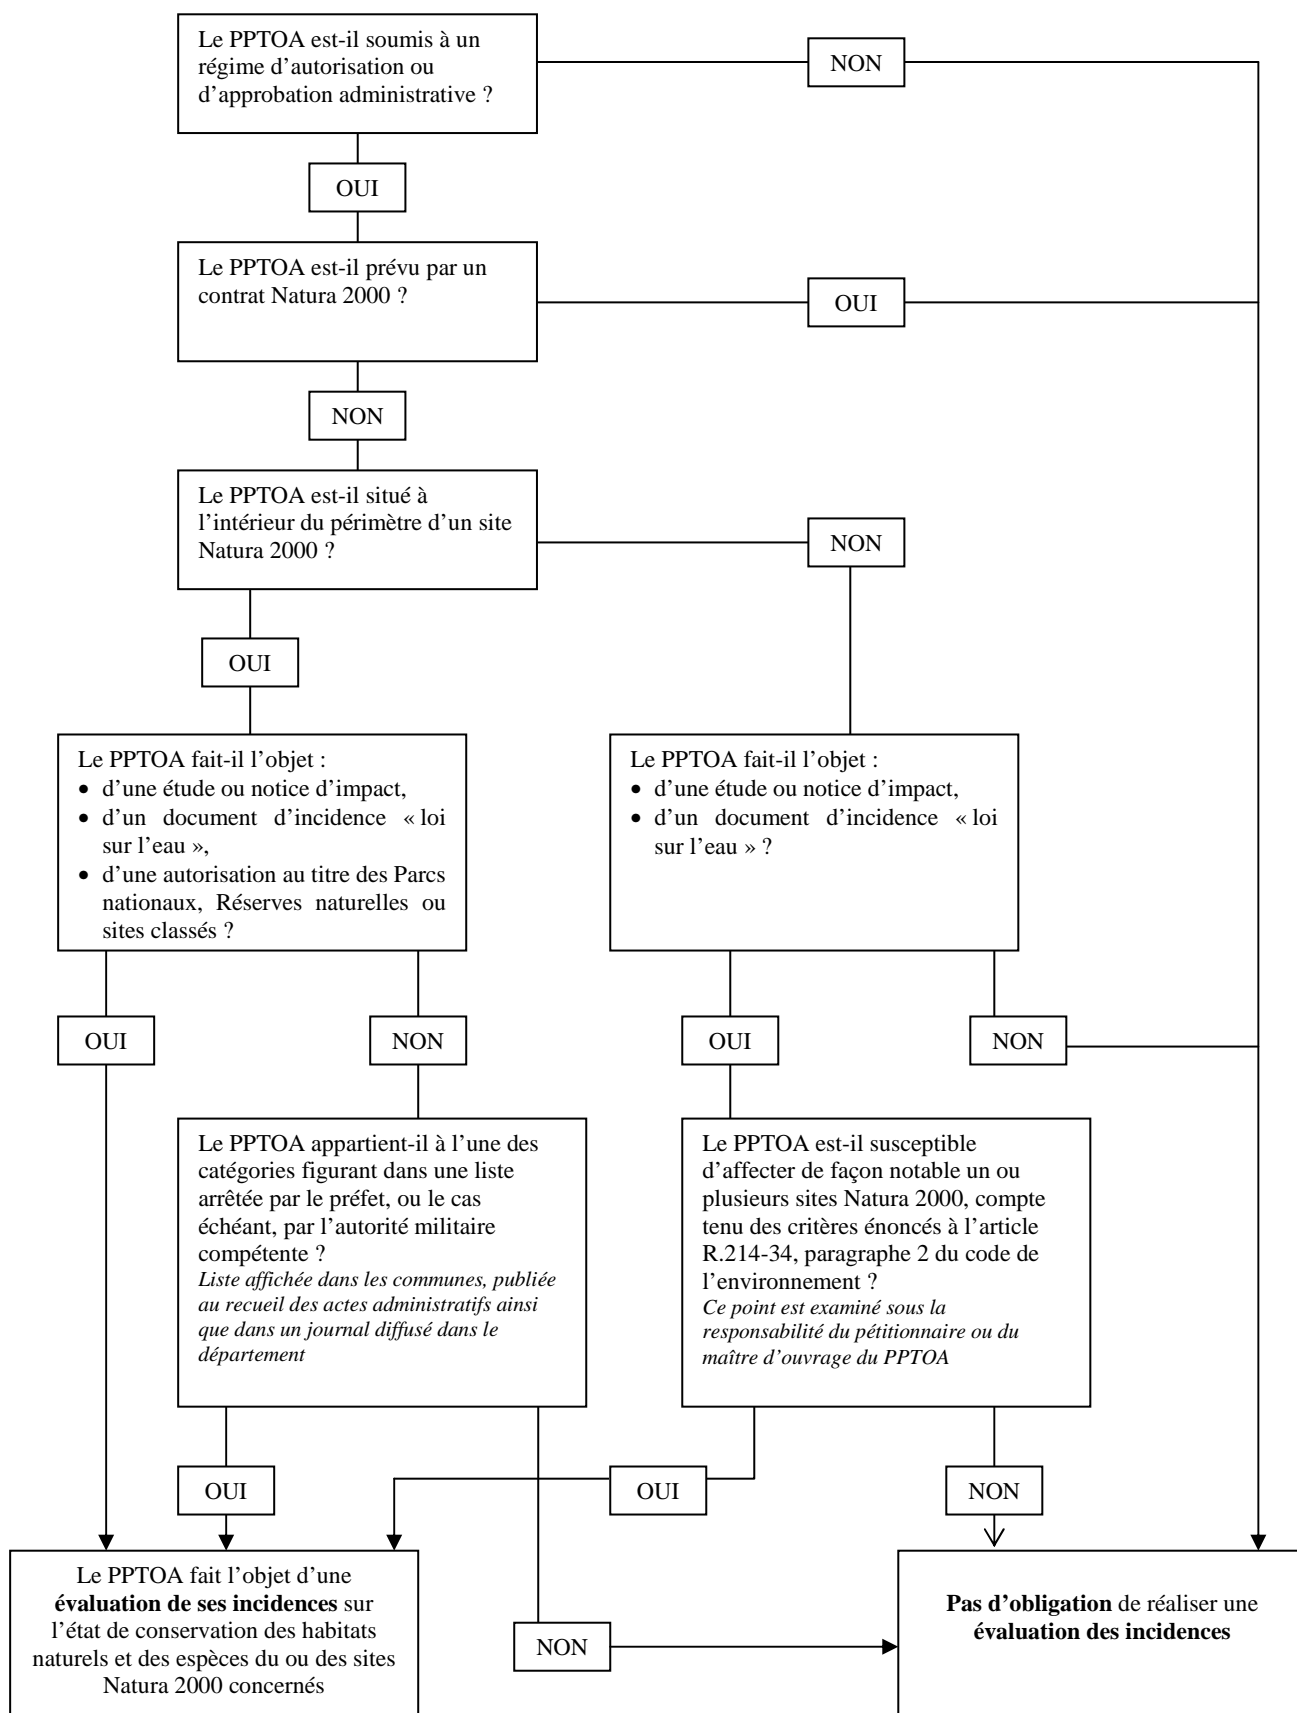 Le PPTOA est-il soumis à un
régime d’autorisation ou
d’approbation administrative ?
NON
OUI
Le PPTOA est-il prévu par un
contrat Natura 2000 ?
OUI
NON
Le PPTOA est-il situé à
l’intérieur du périmètre d’un site
Natura 2000 ?
NON
OUI
Le PPTOA fait-il l’objet :
• d’une étude ou notice d’impact,
• d’un document d’incidence « loi
sur l’eau »,
• d’une autorisation au titre des Parcs
nationaux, Réserves naturelles ou
sites classés ?
Le PPTOA fait-il l’objet :
• d’une étude ou notice d’impact,
• d’un document d’incidence « loi
sur l’eau » ?
OUI
NON
OUI
NON
Le PPTOA appartient-il à l’une des
catégories figurant dans une liste
arrêtée par le préfet, ou le cas
échéant, par l’autorité militaire
compétente ?
Liste affichée dans les communes, publiée
au recueil des actes administratifs ainsi
que dans un journal diffusé dans le
département
Le PPTOA est-il susceptible
d’affecter de façon notable un ou
plusieurs sites Natura 2000, compte
tenu des critères énoncés à l’article
R.214-34, paragraphe 2 du code de
l’environnement ?
Ce point est examiné sous la
responsabilité du pétitionnaire ou du
maître d’ouvrage du PPTOA
OUI
OUI
NON
Le PPTOA fait l’objet d’une
évaluation de ses incidences sur
l’état de conservation des habitats
naturels et des espèces du ou des sites
Natura 2000 concernés
NON
Pas d’obligation de réaliser une
évaluation des incidences